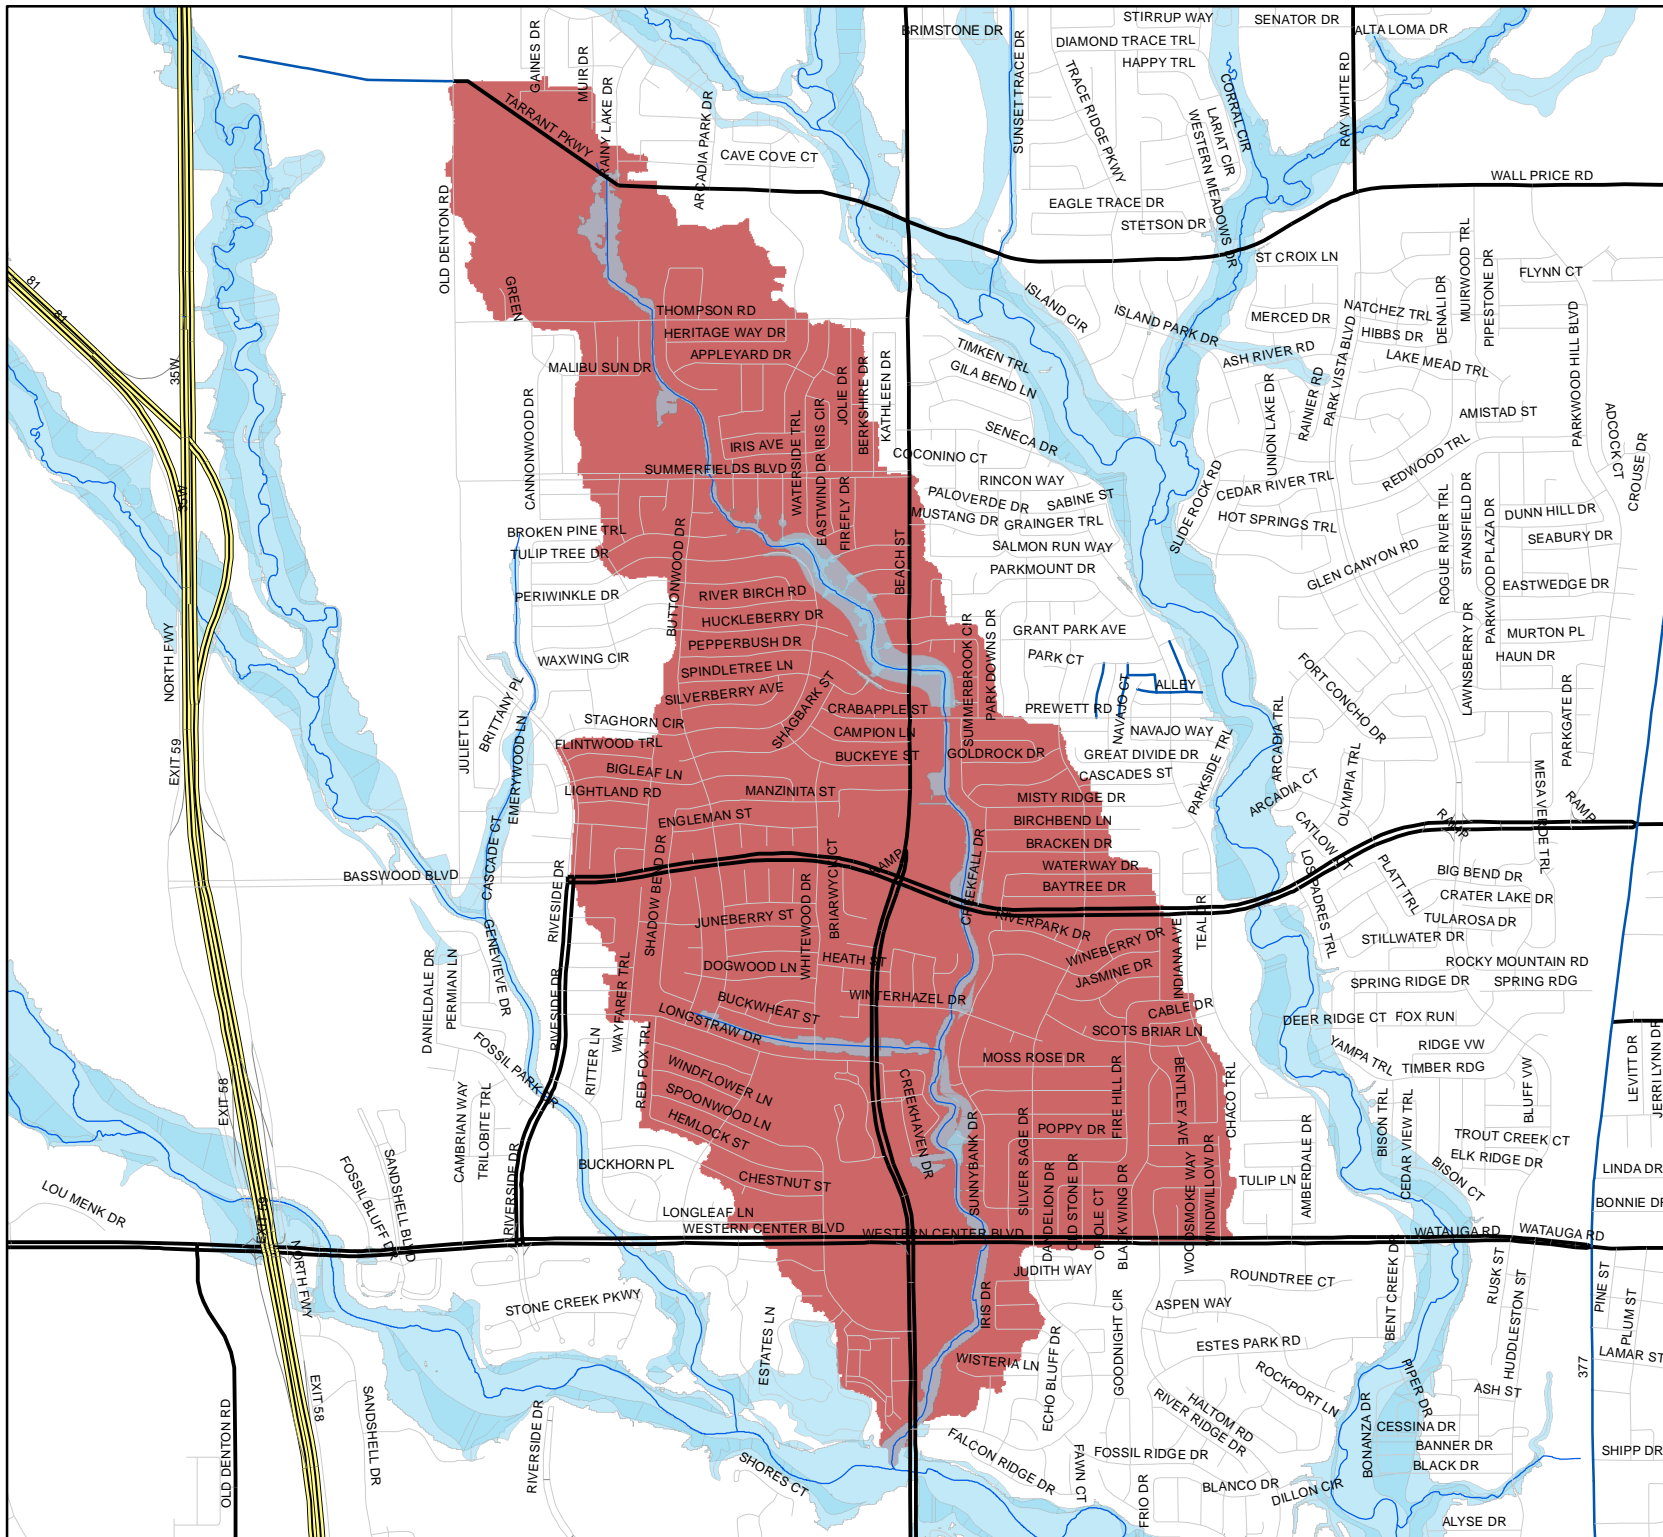 BRIMSTONE DR
STIRRUP WAY
SENATOR DR
ALTA LOMA DR
DIAMOND TRACE TRL
HAPPY TRL
GAINES DR
MUIR DR
RAINY LAKE DR
TARRANT PKWY
ARCADIA PARK DR
CAVE COVE CT
SUNSET TRACE DR
TRACE RIDGE PKWY
CORRAL CIR
LARIAT CIR
WESTERN MEADOWS DR
RAY WHITE RD
WALL PRICE RD
EAGLE TRACE DR
STETSON DR
OLD DENTON RD
ST CROIX LN
FLYNN CT
81
81
GREEN
THOMPSON RD
HERITAGE WAY DR
APPLEYARD DR
MALIBU SUN DR
ISLAND CIR
ISLAND PARK DR
MERCED DR
NATCHEZ TRL
HIBBS DR
DENALI DR
MUIRWOOD TRL
PIPESTONE DR
PARKWOOD HILL BLVD
LAKE MEAD TRL
ASH RIVER RD
TIMKEN TRL
GILA BEND LN
PARK VISTA BLVD
35W
CANNONWOOD DR
JOLIE DR
BERKSHIRE DR
KATHLEEN DR
IRIS CIR
EASTWIND DR
WATERSIDE TRL
IRIS AVE
SUMMERFIELDS BLVD
SENECA DR
COCONINO CT
UNION LAKE DR
RAINIER RD
AMISTAD ST
REDWOOD TRL
ADCOCK CT
CROUSE DR
35W
FIREFLY DR
RINCON WAY
PALOVERDE DR
SABINE ST
MUSTANG DR
GRAINGER TRL
SLIDE ROCK RD
CEDAR RIVER TRL
HOT SPRINGS TRL
ROGUE RIVER TRL
STANSFIELD DR
PARKWOOD PLAZA DR
DUNN HILL DR
SEABURY DR
BROKEN PINE TRL
TULIP TREE DR
PERIWINKLE DR
BUTTONWOOD DR
BEACH ST
SALMON RUN WAY
PARKMOUNT DR
GLEN CANYON RD
EASTWEDGE DR
RIVER BIRCH RD
HUCKLEBERRY DR
PEPPERBUSH DR
SPINDLETREE LN
SILVERBERRY AVE
SUMMERBROOK CIR
PARK DOWNS DR
GRANT PARK AVE
PARK CT
LAWNSBERRY DR
MURTON PL
HAUN DR
NORTH FWY
WAXWING CIR
BRITTANY PL
JULIET LN
EMERYWOOD LN
STAGHORN CIR
FLINTWOOD TRL
SHAGBARK ST
CRABAPPLE ST
CAMPION LN
BUCKEYE ST
PREWETT RD
NAVAJO CT
ALLEY
NAVAJO WAY
GREAT DIVIDE DR
GOLDROCK DR
CASCADES ST
FORT CONCHO DR
ARCADIA TRL
PARKSIDE TRL
OLYMPIA TRL
PARKGATE DR
EXIT 59
BIGLEAF LN
LIGHTLAND RD
MANZINITA ST
ENGLEMAN ST
MISTY RIDGE DR
BIRCHBEND LN
BRACKEN DR
WATERWAY DR
BAYTREE DR
ARCADIA CT
CATLOW CT
MESA VERDE TRL
RAMP
RAMP
RAMP
CASCADE CT
BASSWOOD BLVD
RIVERSIDE DR
SHADOW BEND DR
BRIARWYCK CT
WHITEWOOD DR
CREEKFALL DR
LOS PADRES TRL
PLATT TRL
BIG BEND DR
CRATER LAKE DR
TULAROSA DR
STILLWATER DR
ROCKY MOUNTAIN RD
SPRING RIDGE DR
SPRING RDG
JUNEBERRY ST
DOGWOOD LN
HEATH ST
RIVERPARK DR
WINEBERRY DR
JASMINE DR
TEAL DR
INDIANA AVE
GENEVIEVE DR
DANIELDALE DR
PERMIAN LN
RIVESIDE DR
WAYFARER TRL
BUCKWHEAT ST
LONGSTRAW DR
WINTERHAZEL DR
CABLE DR
SCOTS BRIAR LN
DEER RIDGE CT
FOX RUN
RIDGE VW
TIMBER RDG
YAMPA TRL
FOSSIL PARK DR
RITTER LN
RED FOX TRL
WINDFLOWER LN
SPOONWOOD LN
HEMLOCK ST
MOSS ROSE DR
CREEKHAVEN DR
FIRE HILL DR
BENTLEY AVE
CHACO TRL
BLUFF VW
LEVITT DR
JERRILYNN DR
EXIT 58
CAMBRIAN WAY
TRILOBITE TRL
POPPY DR
BISON TRL
CEDAR VIEW TRL
TROUT CREEK CT
ELK RIDGE DR
BISON CT
LINDA DR
BONNIE DR
BUCKHORN PL
CHESTNUT ST
SUNNYBANK DR
SILVER SAGE DR
DANDELION DR
OLD STONE DR
ORIOLE CT
BLACK WING DR
WOODSMOKE WAY
WINDWILLOW DR
TULIP LN
AMBERDALE DR
LOU MENK DR
FOSSIL BLUFF DR
SANDSHELL BLVD
RIVERSIDE DR
LONGLEAF LN
WESTERN CENTER BLVD
WESTERN CENTER BLVD
WATAUGA RD
WATAUGA RD
NORTH FWY
JUDITH WAY
ROUNDTREE CT
BENT CREEK DR
RUSK ST
HUDDLESTON ST
PINE ST
PLUM ST
STONE CREEK PKWY
ESTATES LN
IRIS DR
GOODNIGHT CIR
ASPEN WAY
ESTES PARK RD
LAMAR ST
WISTERIA LN
ECHO BLUFF DR
ROCKPORT LN
PIPER DR
ASH ST
377
EXIT 58
OLD DENTON RD
SANDSHELL DR
RIVERSIDE DR
SHORES CT
FALCON RIDGE DR
FAWN CT
FOSSIL RIDGE DR
HALTOM RD
RIVER RIDGE DR
BONANZA DR
CESSINA DR
BANNER DR
BLACK DR
SHIPP DR
BLANCO DR
DILLON CIR
FRIO DR
ALYSE DR